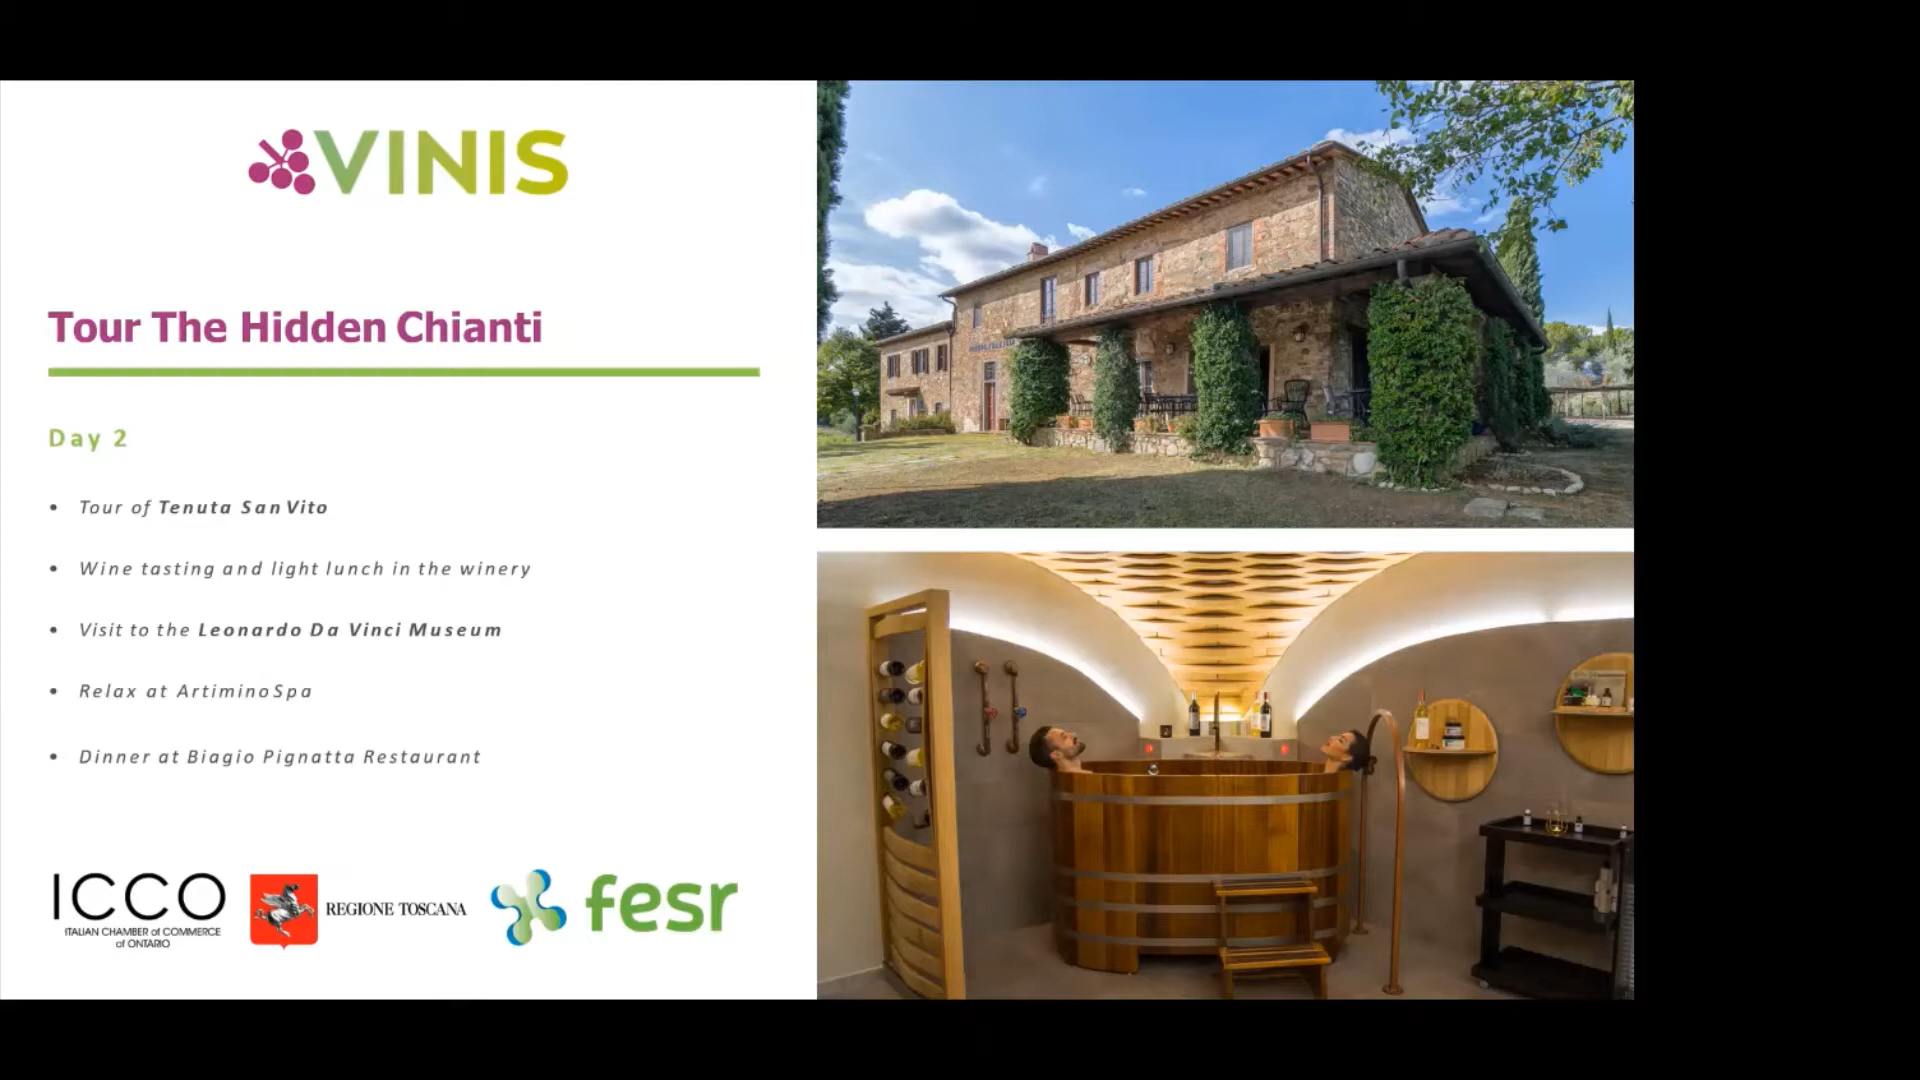 VINIS
Tour The Hidden Chianti
Day 2
• Tour of Tenuta San Vito
• Wine tasting and light lunch in the winery
• Visit to the Leonardo Da Vinci Museum
• Relax at Artimino Spa
• Dinner at Biagio Pignatta Restaurant
ICCO
ITALIAN CHAMBER of COMMERCE
of ONTARIO
REGIONE TOSCANA
fesr